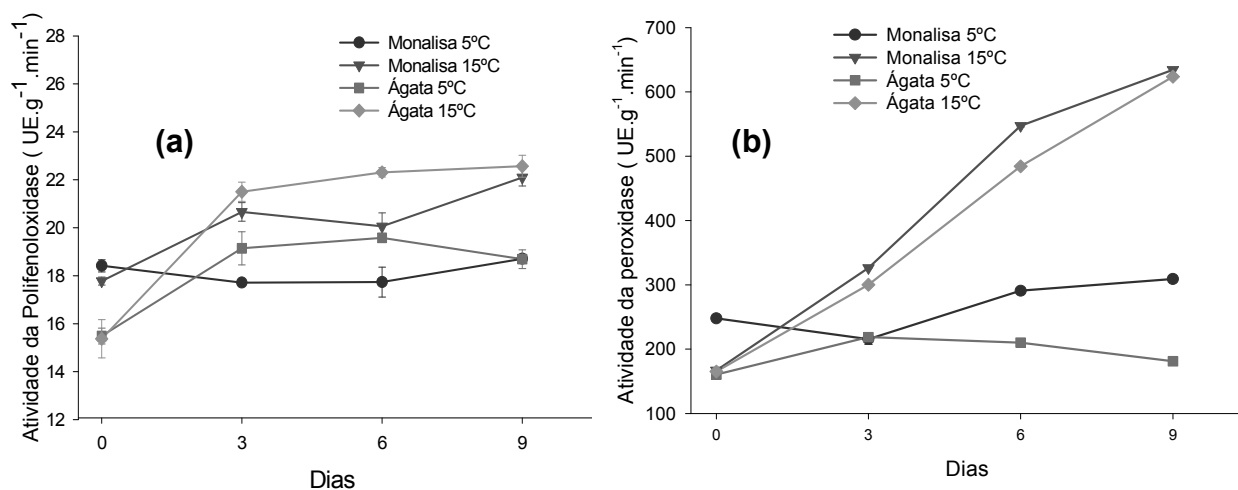 Atividade da Polifenoloxidase ( UE.g⁻¹.min⁻¹)
28
26
24
22
20
18
16
14
12
(a)
Monalisa 5ºC
Monalisa 15ºC
Ágata 5ºC
Ágata 15ºC
0 3 6 9
Dias
Atividade da peroxidase ( UE.g⁻¹.min⁻¹)
700
600
500
400
300
200
100
(b)
Monalisa 5ºC
Monalisa 15ºC
Ágata 5ºC
Ágata 15ºC
0 3 6 9
Dias